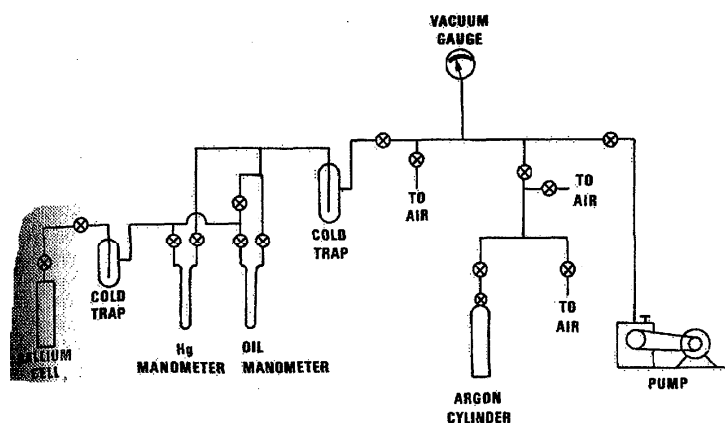 VACUUM
GAUGE
TO
AIR
TO
AIR
COLD
TRAP
COLD
TRAP
TO
AIR
CELL
Hg
MANOMETER
OIL
MANOMETER
ARGON
CYLINDER
PUMP